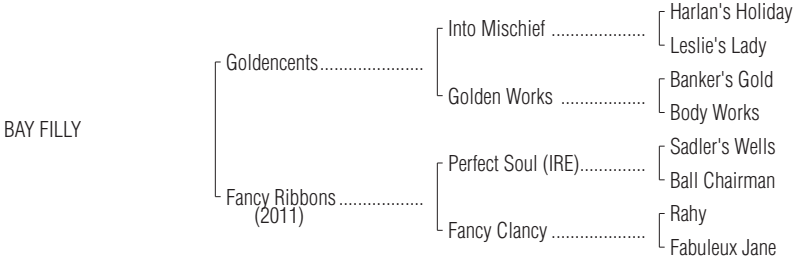 Harlan's Holiday
Into Mischief .....................
Leslie's Lady
Goldencents.......................
Banker's Gold
Golden Works ...................
Body Works
BAY FILLY
Sadler's Wells
Perfect Soul (IRE)...............
Ball Chairman
Fancy Ribbons ...................
(2011)
Rahy
Fancy Clancy .....................
Fabuleux Jane